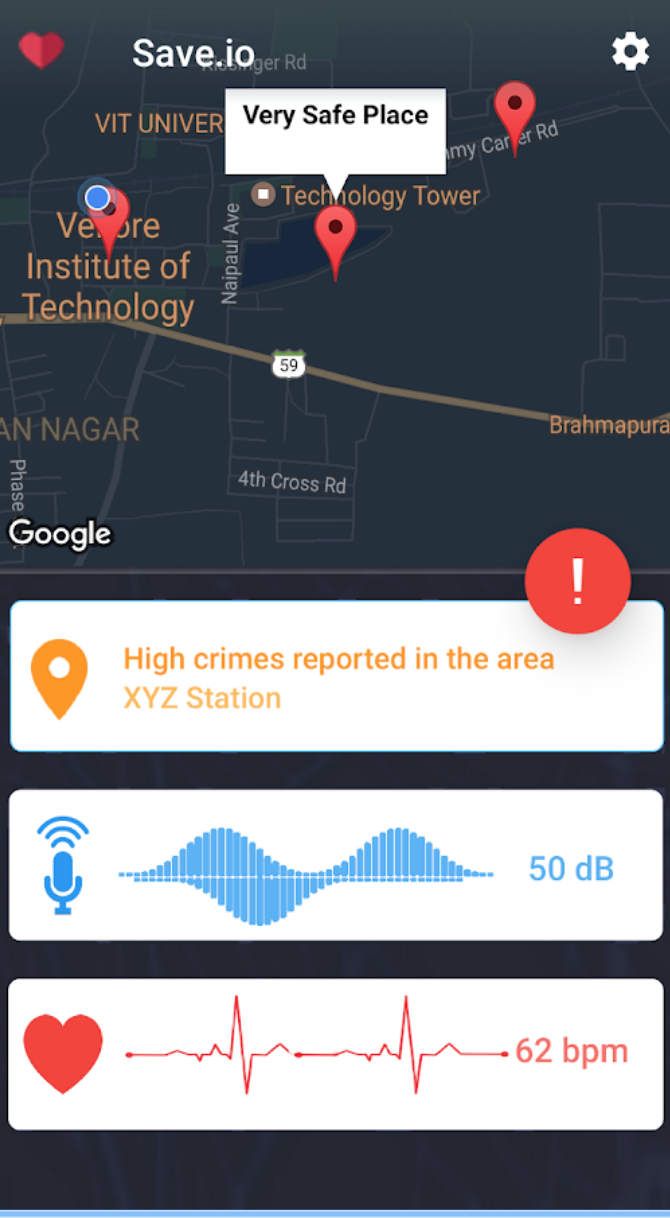 Save.io
Kissinger Rd
VIT UNIVER
Very Safe Place
mmy Carter Rd
Technology Tower
Vellore
Institute of
Technology
Naipaul Ave
59
AN NAGAR
Brahmapura
Phase
4th Cross Rd
Google
!
High crimes reported in the area
XYZ Station
50 dB
62 bpm